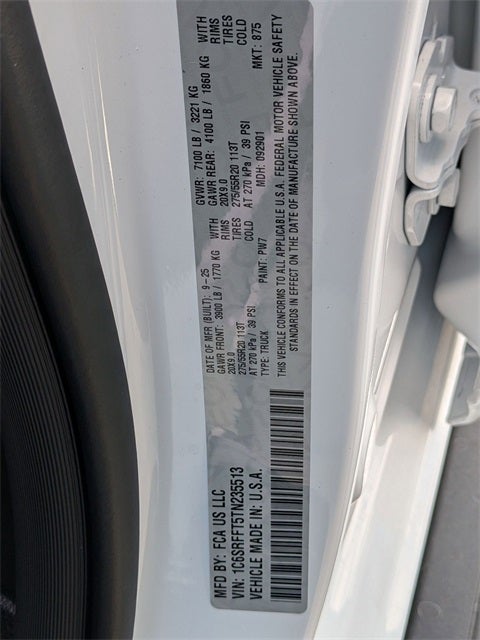 MFD BY: FCA US LLC
DATE OF MFR (BUILT): 9-25
GVWR: 7100 LB / 3221 KG
GAWR FRONT: 3900 LB / 1770 KG WITH
20X9.0 RIMS
275/55R20 113T TIRES
AT 270 kPa / 39 PSI COLD
GAWR REAR: 4100 LB / 1860 KG WITH
20X9.0 RIMS
275/55R20 113T TIRES
AT 270 kPa / 39 PSI COLD
VIN: 1C6SRFFT5TN235513
TYPE: TRUCK
PAINT: PW7
MDH: 092901
MKT: 875
VEHICLE MADE IN: U.S.A.
THIS VEHICLE CONFORMS TO ALL APPLICABLE U.S.A. FEDERAL MOTOR VEHICLE SAFETY
STANDARDS IN EFFECT ON THE DATE OF MANUFACTURE SHOWN ABOVE.